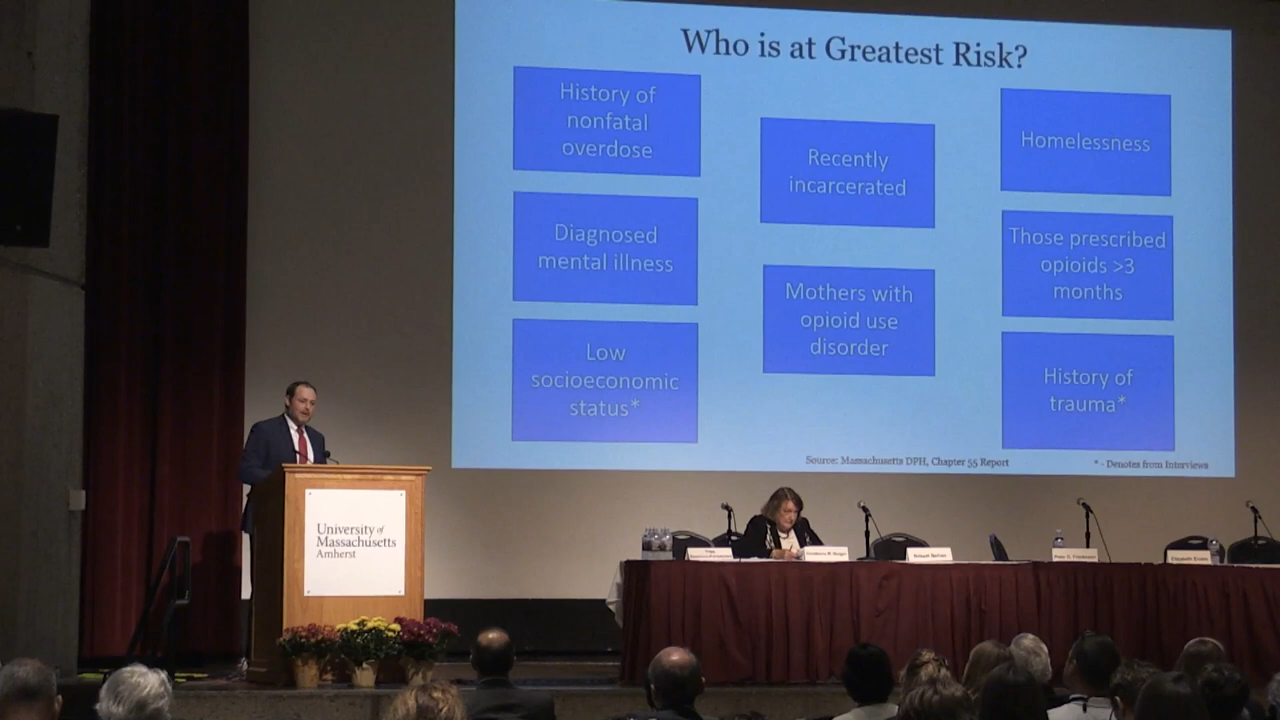 Who is at Greatest Risk?
History of
nonfatal
overdose
Diagnosed
mental illness
Low
socioeconomic
status*
Recently
incarcerated
Mothers with
opioid use
disorder
Homelessness
Those prescribed
opioids >3
months
History of
trauma*
Source: Massachusetts DPH, Chapter 55 Report
* - Denotes from Interviews
University of
Massachusetts
Amherst
Elizabeth Evans